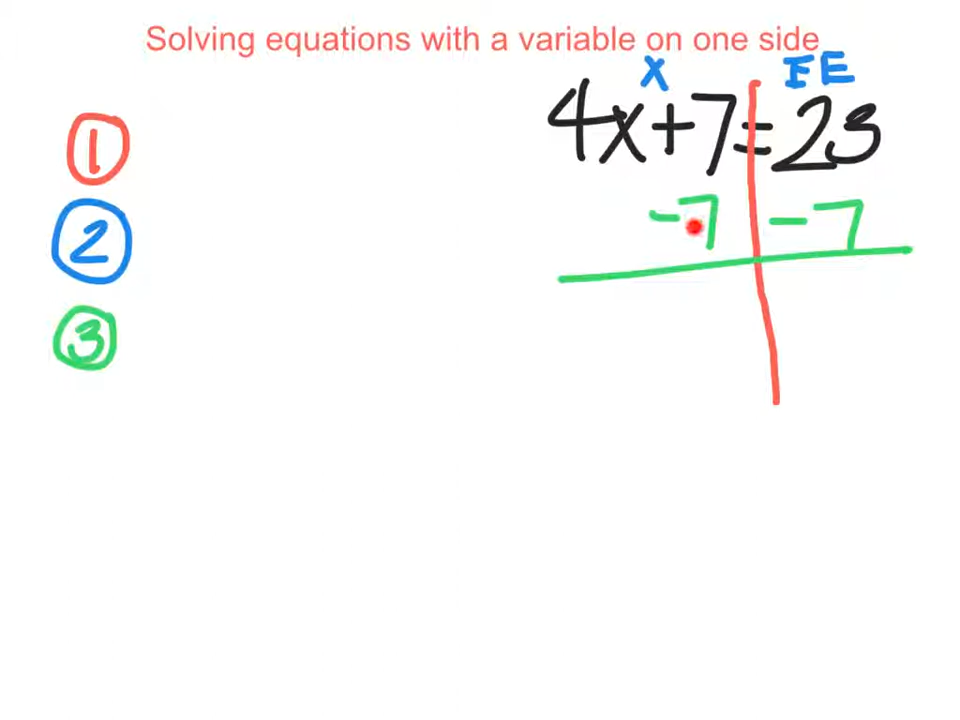 Solving equations with a variable on one side
X FE
4x+7=23
-7 -7
1
2
3